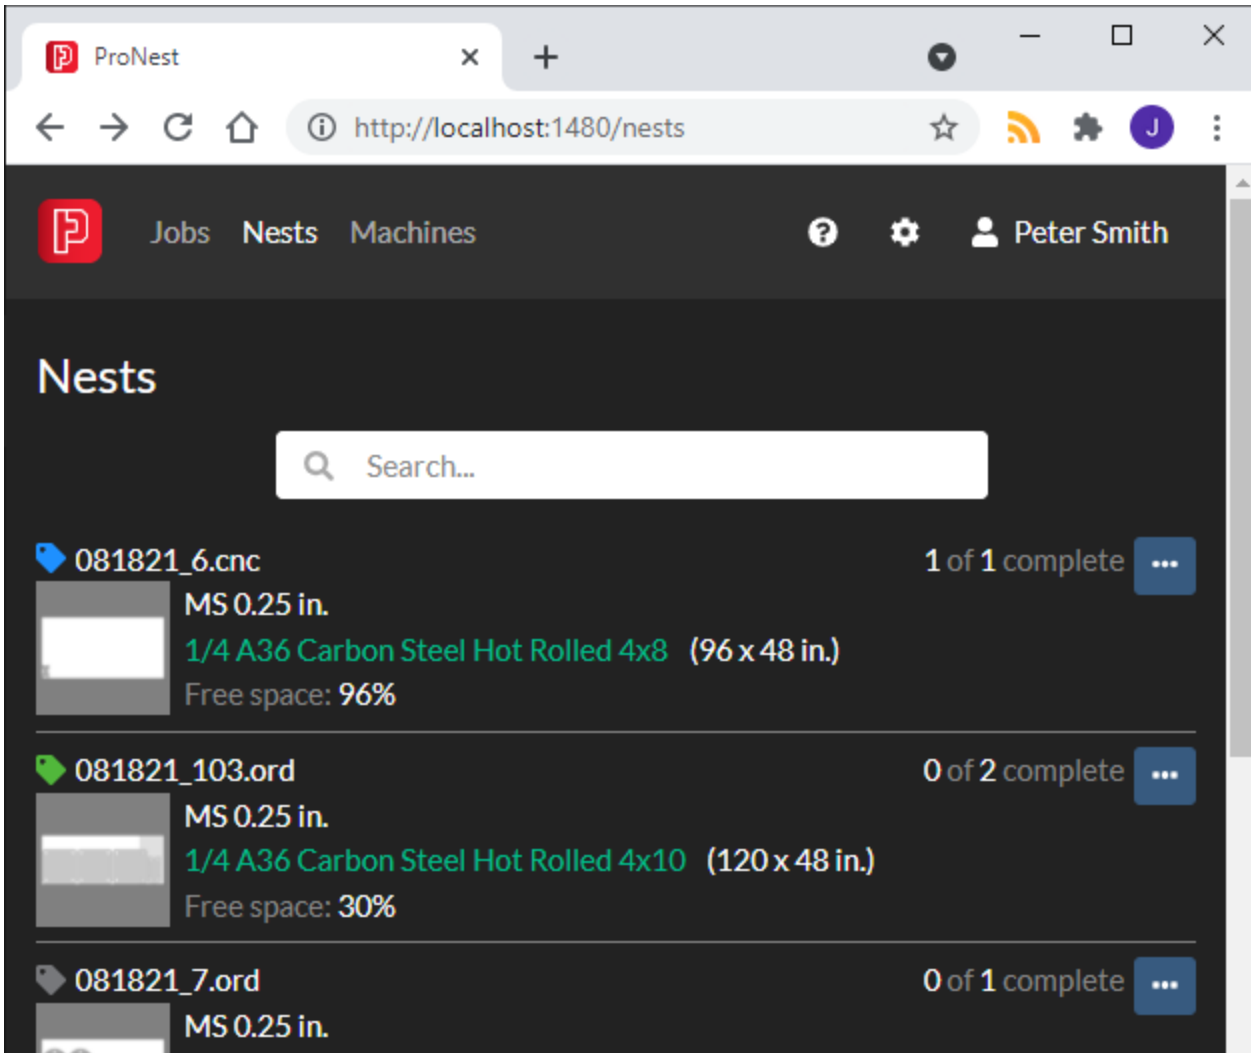 ProNest
http://localhost:1480/nests
J
Jobs Nests Machines Peter Smith
Nests
Search...
081821_6.cnc 1 of 1 complete
MS 0.25 in.
1/4 A36 Carbon Steel Hot Rolled 4x8 (96 x 48 in.)
Free space: 96%
081821_103.ord 0 of 2 complete
MS 0.25 in.
1/4 A36 Carbon Steel Hot Rolled 4x10 (120 x 48 in.)
Free space: 30%
081821_7.ord 0 of 1 complete
MS 0.25 in.